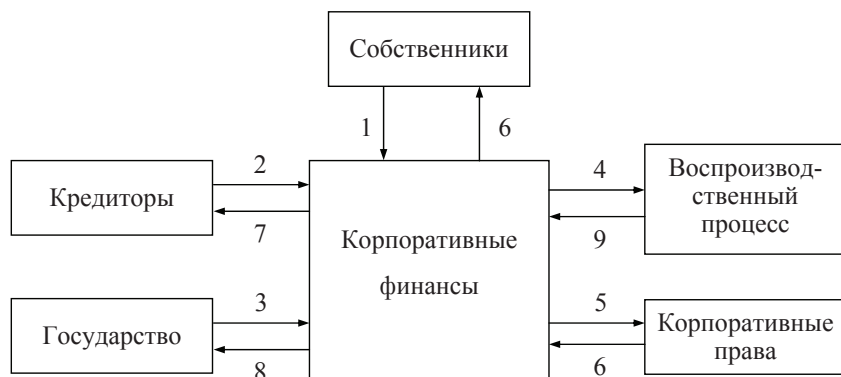 Собственники
1
6
2
4
Кредиторы
Воспроизвод-
ственный
процесс
7
9
Корпоративные
финансы
3
5
Государство
Корпоративные
права
8
6